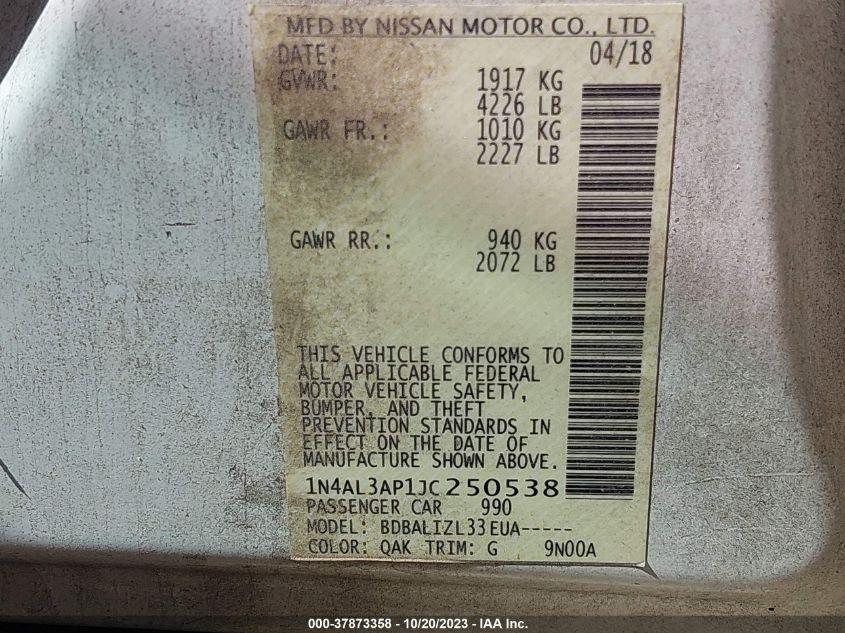 MFD BY NISSAN MOTOR CO., LTD.
DATE: 04/18
GVWR: 1917 KG
4226 LB
GAWR FR.: 1010 KG
2227 LB
GAWR RR.: 940 KG
2072 LB
THIS VEHICLE CONFORMS TO
ALL APPLICABLE FEDERAL
MOTOR VEHICLE SAFETY,
BUMPER, AND THEFT
PREVENTION STANDARDS IN
EFFECT ON THE DATE OF
MANUFACTURE SHOWN ABOVE.
1N4AL3AP1JC250538
PASSENGER CAR 990
MODEL: BDBALIZL33EUA-----
COLOR: QAK TRIM: G 9N00A
000-37873358 - 10/20/2023 - IAA Inc.